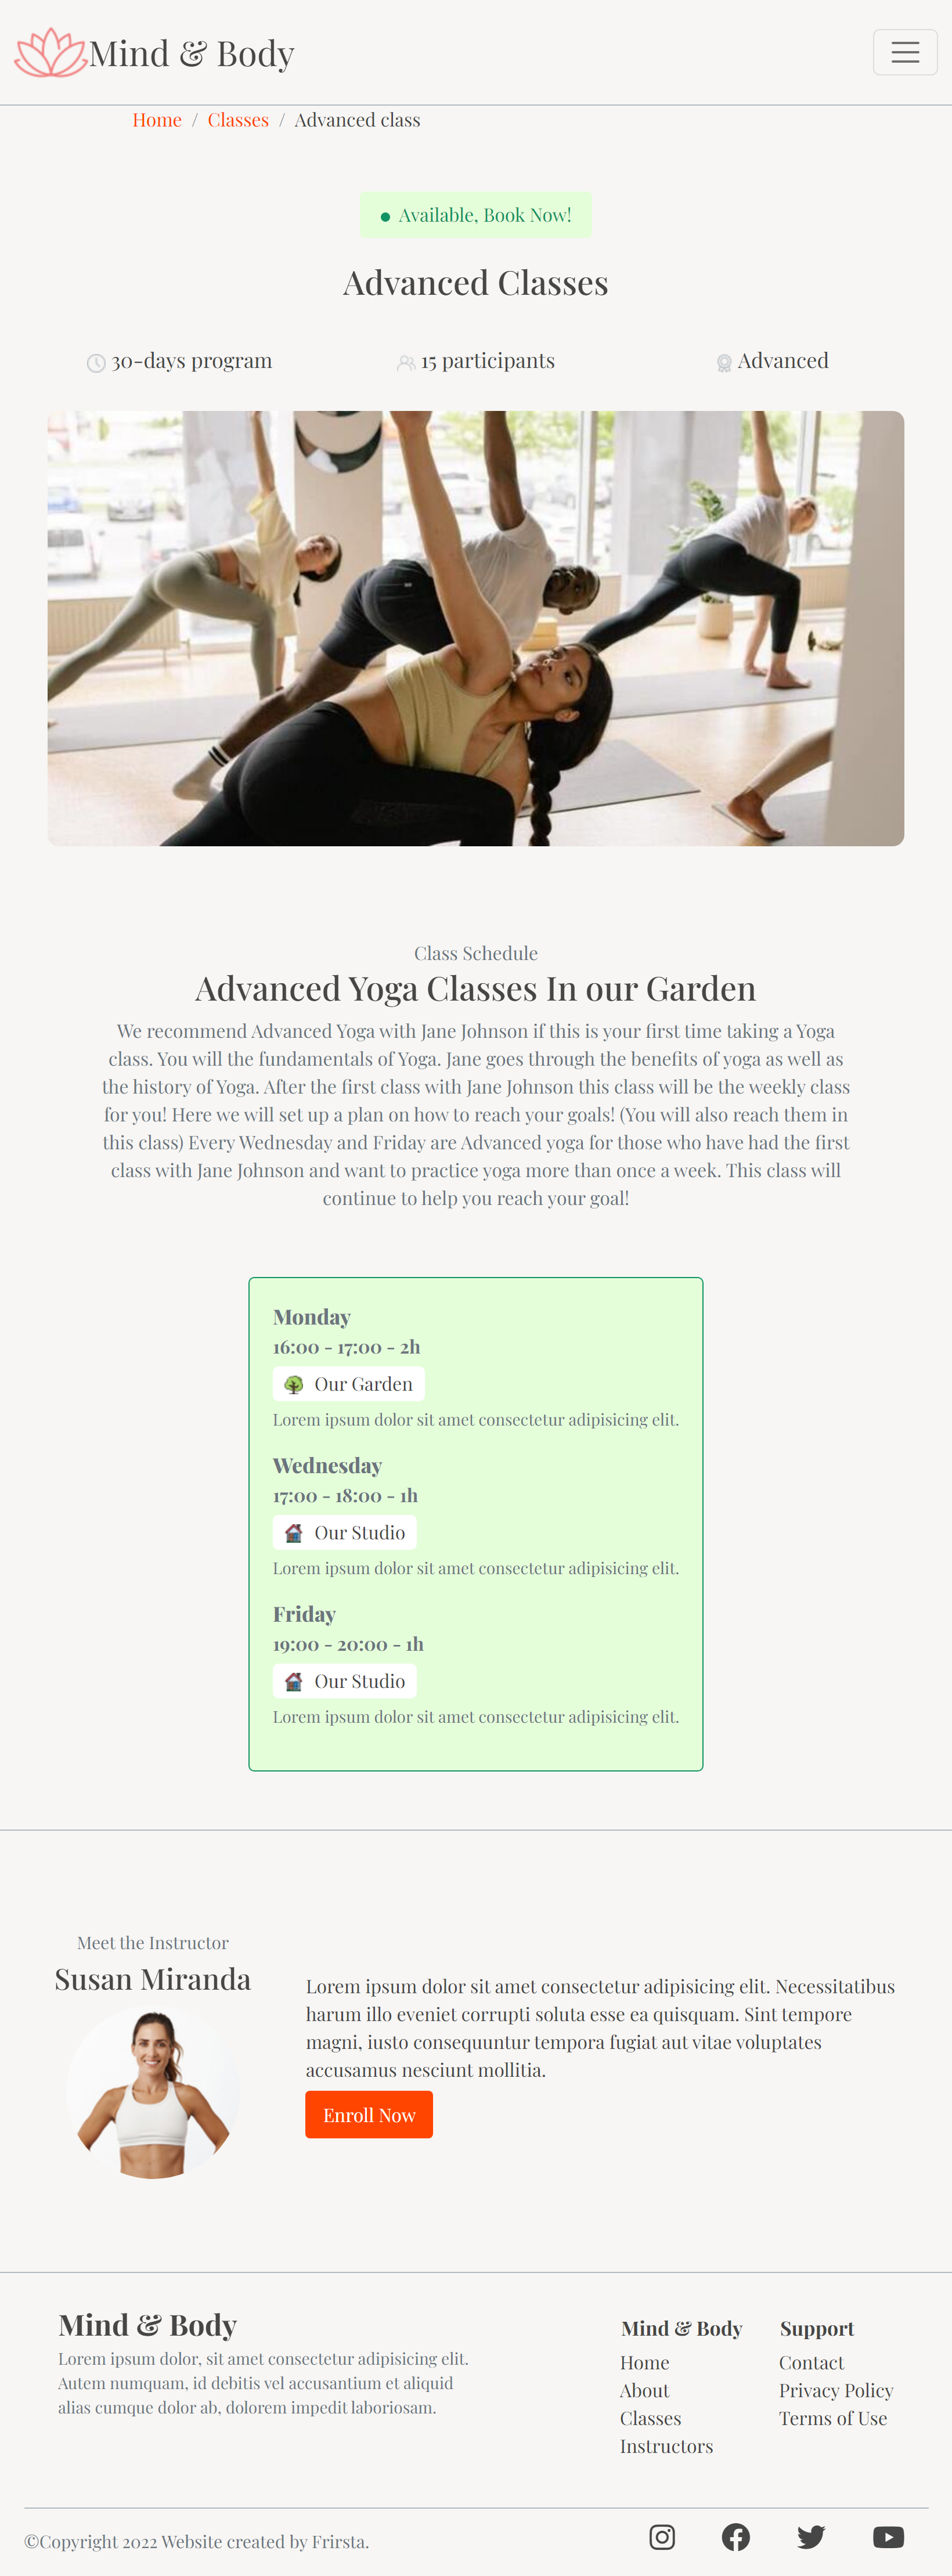 Mind & Body
Home / Classes / Advanced class
Available, Book Now!
Advanced Classes
30-days program
15 participants
Advanced
Class Schedule
Advanced Yoga Classes In our Garden
We recommend Advanced Yoga with Jane Johnson if this is your first time taking a Yoga
class. You will the fundamentals of Yoga. Jane goes through the benefits of yoga as well as
the history of Yoga. After the first class with Jane Johnson this class will be the weekly class
for you! Here we will set up a plan on how to reach your goals! (You will also reach them in
this class) Every Wednesday and Friday are Advanced yoga for those who have had the first
class with Jane Johnson and want to practice yoga more than once a week. This class will
continue to help you reach your goal!
Monday
16:00 - 17:00 - 2h
Our Garden
Lorem ipsum dolor sit amet consectetur adipisicing elit.
Wednesday
17:00 - 18:00 - 1h
Our Studio
Lorem ipsum dolor sit amet consectetur adipisicing elit.
Friday
19:00 - 20:00 - 1h
Our Studio
Lorem ipsum dolor sit amet consectetur adipisicing elit.
Meet the Instructor
Susan Miranda
Lorem ipsum dolor sit amet consectetur adipisicing elit. Necessitatibus
harum illo eveniet corrupti soluta esse ea quisquam. Sint tempore
magni, iusto consequuntur tempora fugiat aut vitae voluptates
accusamus nesciunt mollitia.
Enroll Now
Mind & Body
Lorem ipsum dolor, sit amet consectetur adipisicing elit.
Autem numquam, id debitis vel accusantium et aliquid
alias cumque dolor ab, dolorem impedit laboriosam.
Mind & Body
Home
About
Classes
Instructors
Support
Contact
Privacy Policy
Terms of Use
©Copyright 2022 Website created by Frirsta.